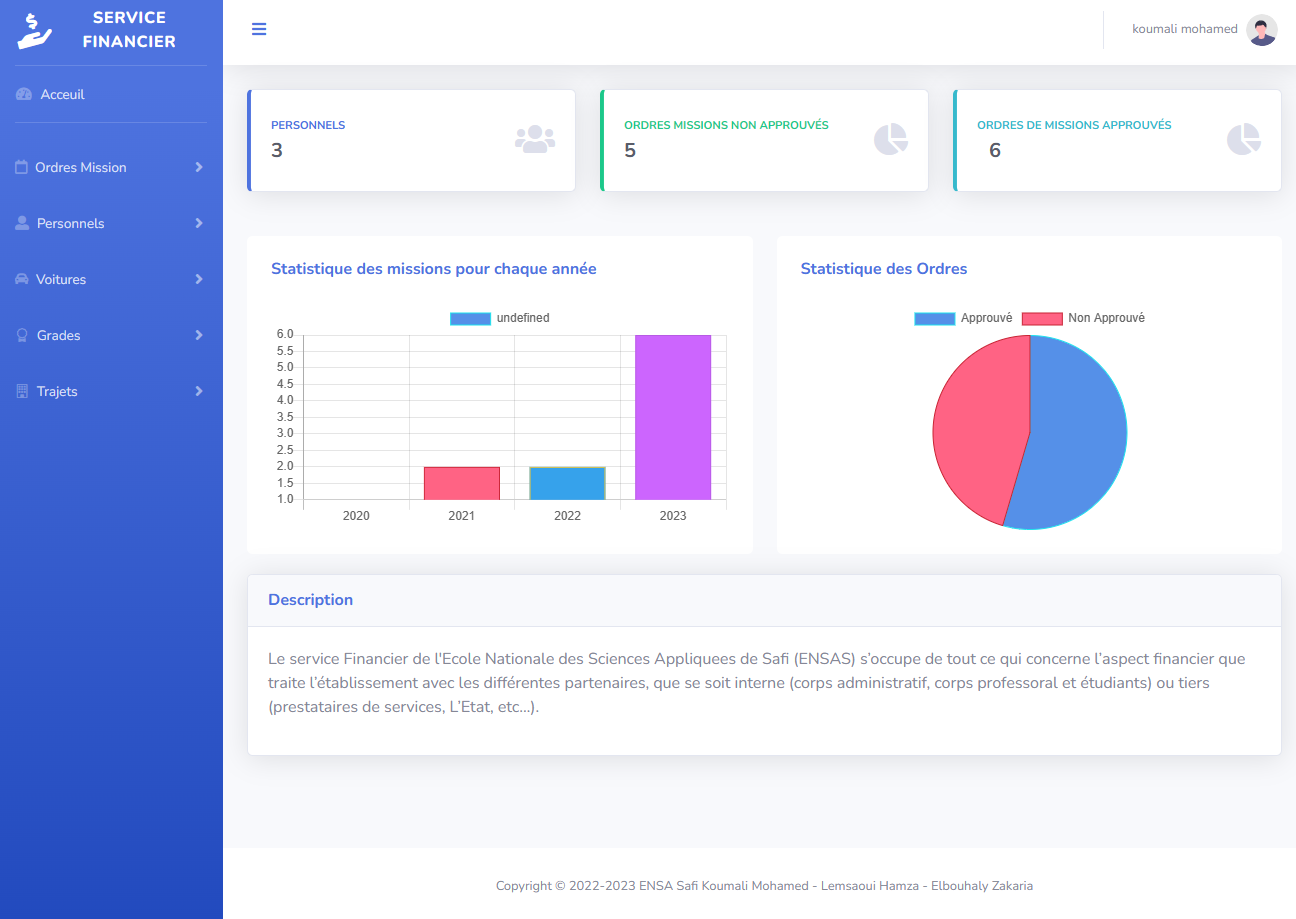 SERVICE
FINANCIER
koumali mohamed
Acceuil
Ordres Mission
Personnels
Voitures
Grades
Trajets
PERSONNELS
3
ORDRES MISSIONS NON APPROUVÉS
5
ORDRES DE MISSIONS APPROUVÉS
6
Statistique des missions pour chaque année
undefined
6.0
5.5
5.0
4.5
4.0
3.5
3.0
2.5
2.0
1.5
1.0
2020 2021 2022 2023
Statistique des Ordres
Approuvé Non Approuvé
Description
Le service Financier de l'Ecole Nationale des Sciences Appliquees de Safi (ENSAS) s’occupe de tout ce qui concerne l’aspect financier que
traite l’établissement avec les différentes partenaires, que se soit interne (corps administratif, corps professoral et étudiants) ou tiers
(prestataires de services, L’Etat, etc…).
Copyright © 2022-2023 ENSA Safi Koumali Mohamed - Lemsaoui Hamza - Elbouhaly Zakaria